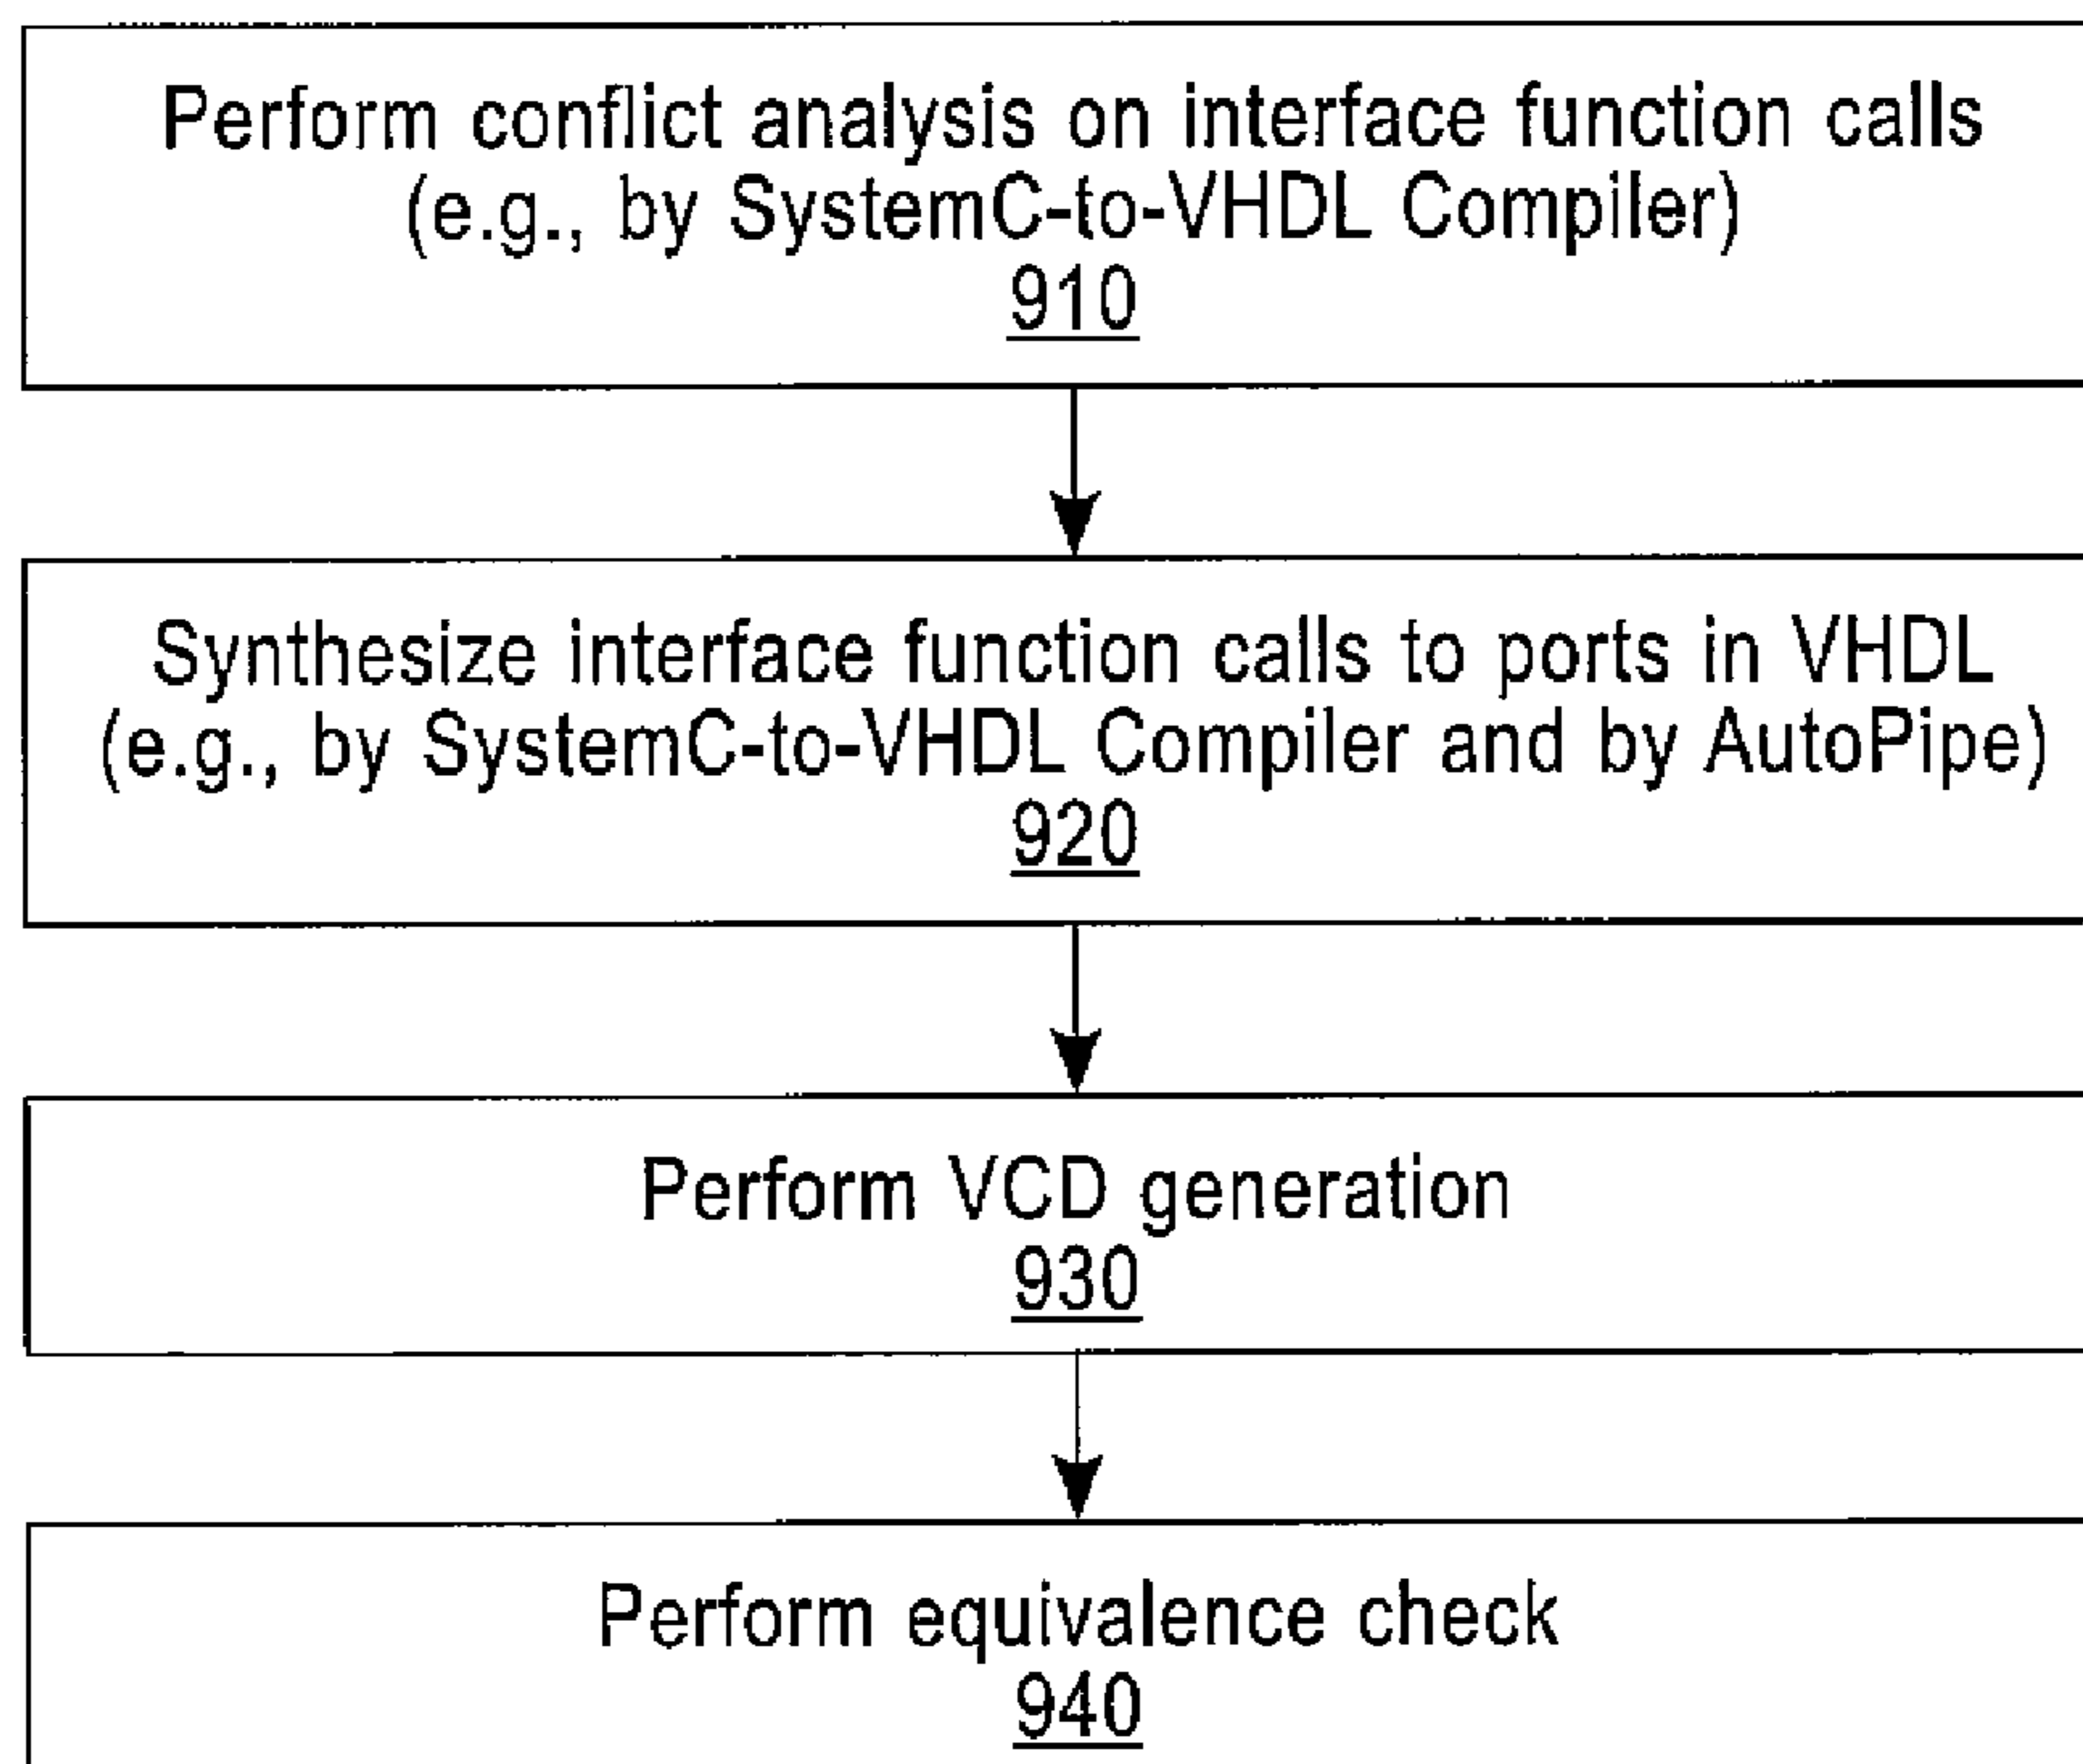 Perform conflict analysis on interface function calls
(e.g., by SystemC-to-VHDL Compiler)
910
Synthesize interface function calls to ports in VHDL
(e.g., by SystemC-to-VHDL Compiler and by AutoPipe)
920
Perform VCD generation
930
Perform equivalence check
940